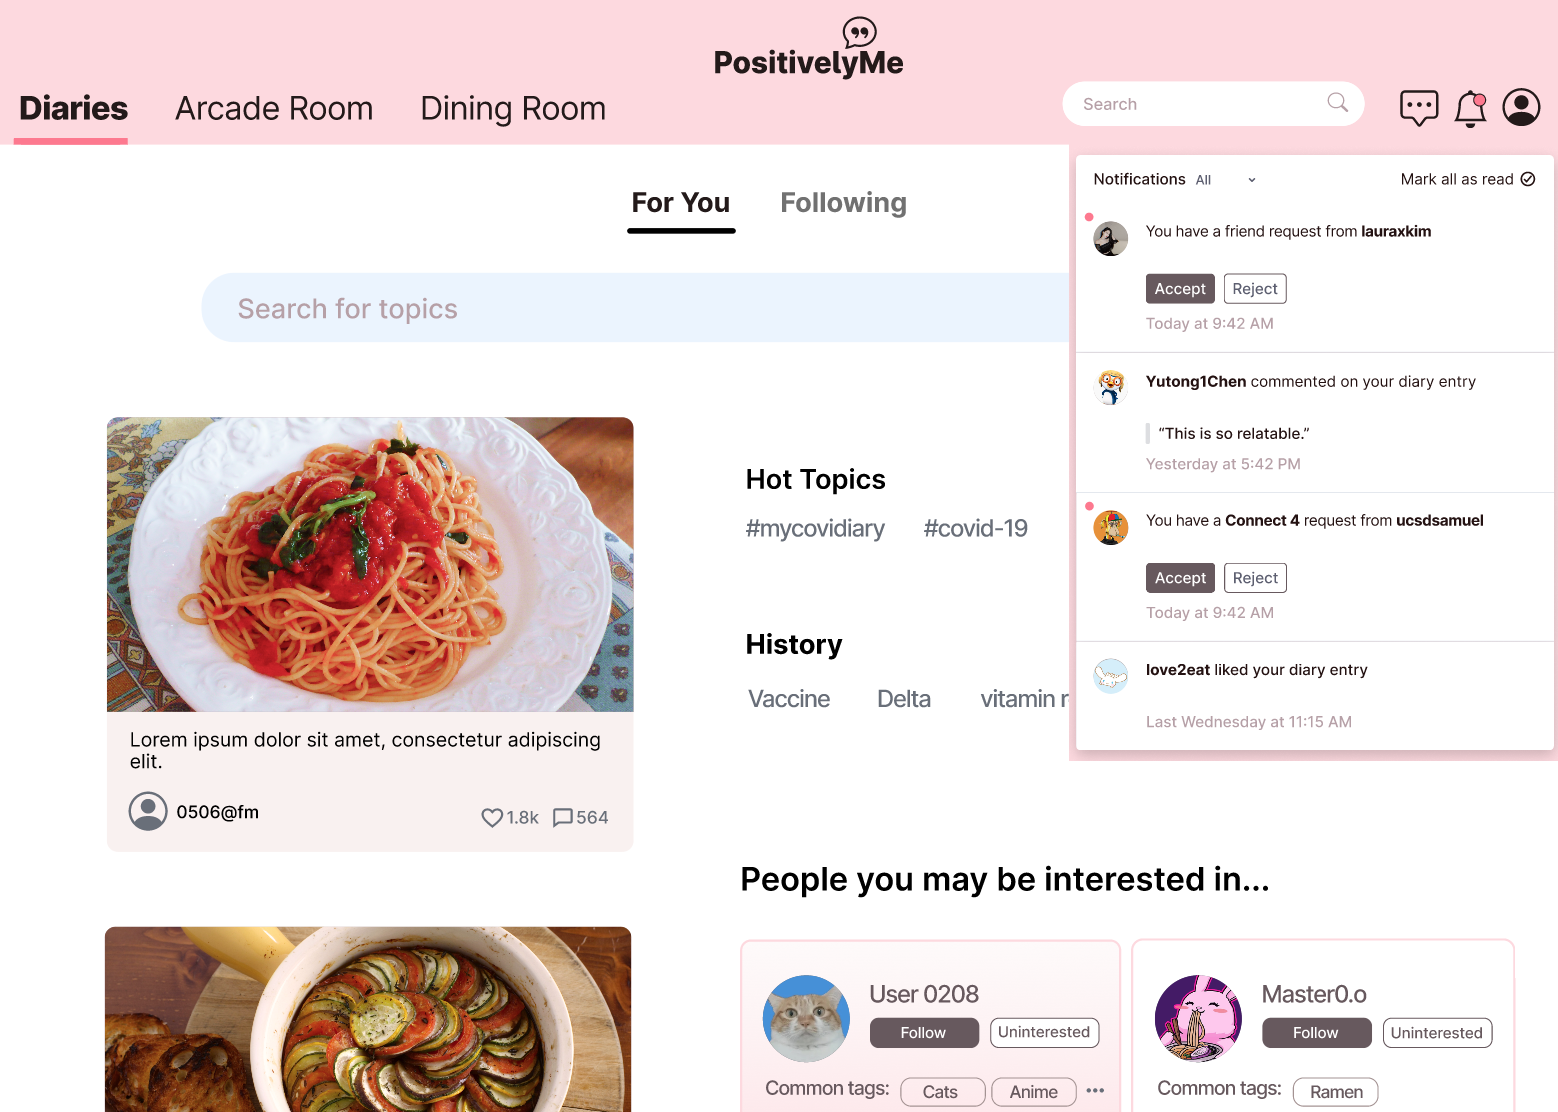 PositivelyMe
Diaries
Arcade Room
Dining Room
Search
For You
Following
Search for topics
Notifications All
Mark all as read
You have a friend request from lauraxkim
Accept
Reject
Today at 9:42 AM
Yutong1Chen commented on your diary entry
“This is so relatable.”
Yesterday at 5:42 PM
You have a Connect 4 request from ucsdsamuel
Accept
Reject
Today at 9:42 AM
love2eat liked your diary entry
Last Wednesday at 11:15 AM
Lorem ipsum dolor sit amet, consectetur adipiscing
elit.
0506@fm
1.8k
564
Hot Topics
#mycovidiary
#covid-19
History
Vaccine
Delta
vitamin
People you may be interested in...
User 0208
Follow
Uninterested
Common tags:
Cats
Anime
Master0.o
Follow
Uninterested
Common tags:
Ramen